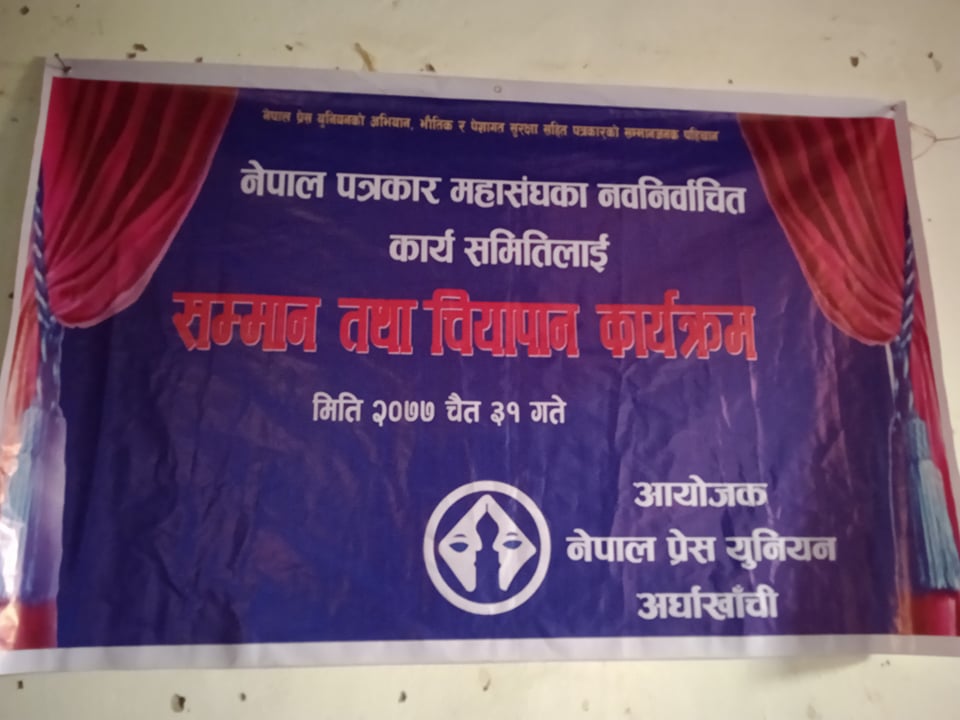 नेपाल प्रेस युनियनको अभियान, भौतिक र पेशागत सुरक्षा सहित पत्रकारको सम्मानजनक पहिचान
नेपाल पत्रकार महासंघका नवनिर्वाचित
कार्य समितिलाई
सम्मान तथा चियापान कार्यक्रम
मिति २०७७ चैत ३१ गते
आयोजक
नेपाल प्रेस युनियन
अर्घाखाँची